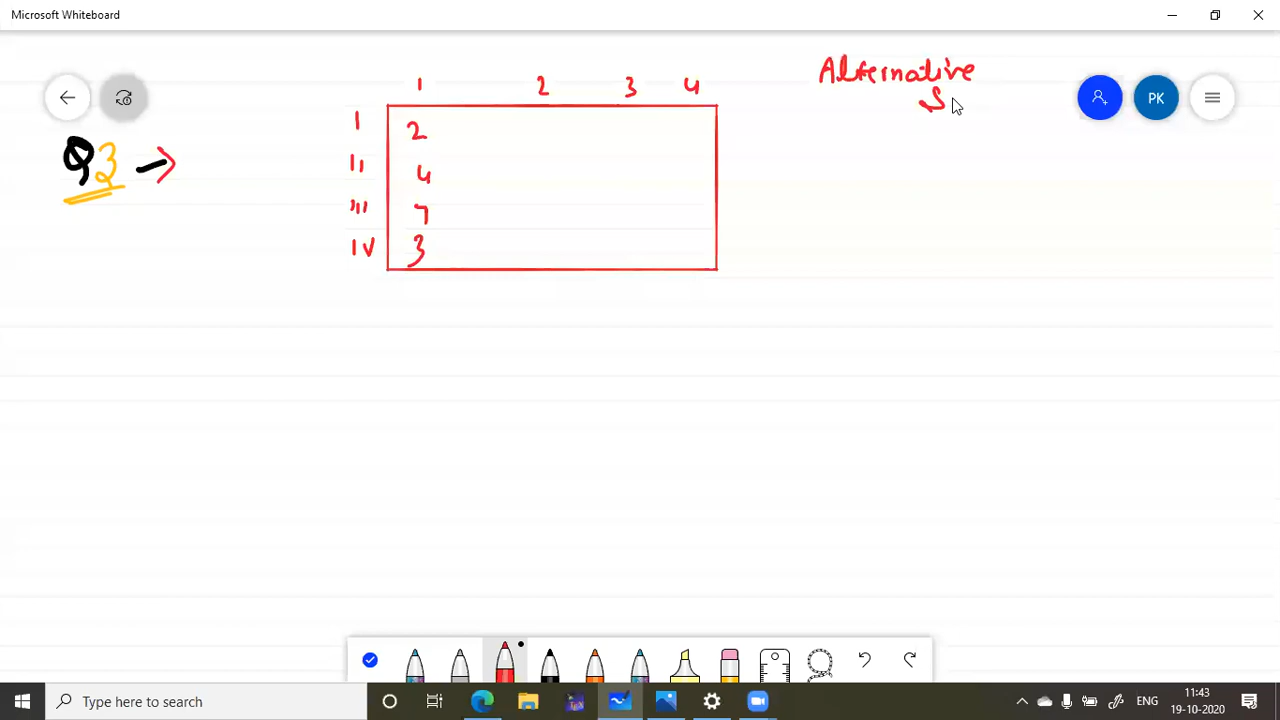 Microsoft Whiteboard
Alternative
S
1 2 3 4
PK
I 2
Q3 →
II 4
III 7
IV 3
Type here to search
ENG
11:43
19-10-2020